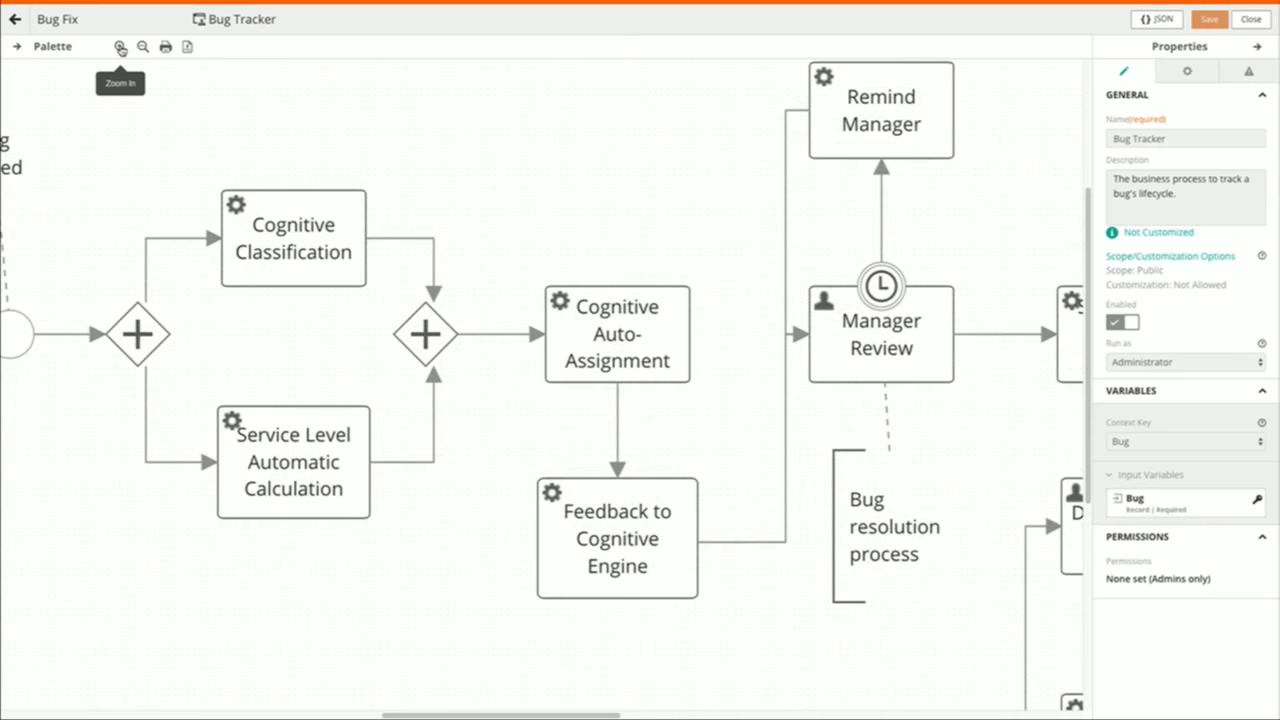 Bug Fix
Bug Tracker
{} JSON
Save
Close
Palette
Properties
Zoom In
g
ed
Cognitive
Classification
Service Level
Automatic
Calculation
Cognitive
Auto-
Assignment
Feedback to
Cognitive
Engine
Remind
Manager
Manager
Review
Bug
resolution
process
D
GENERAL
Name(required)
Bug Tracker
Description
The business process to track a
bug's lifecycle.
Not Customized
Scope/Customization Options
Scope: Public
Customization: Not Allowed
Enabled
Run as
Administrator
VARIABLES
Context Key
Bug
Input Variables
Bug
Record | Required
PERMISSIONS
Permissions
None set (Admins only)